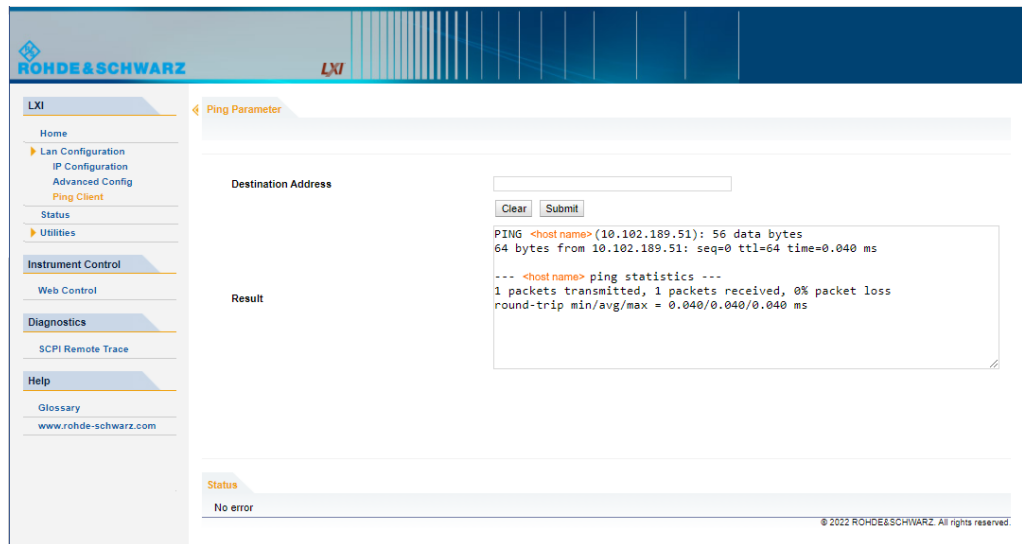 ROHDE&SCHWARZ
LXI
LXI
Home
Lan Configuration
IP Configuration
Advanced Config
Ping Client
Status
Utilities
Instrument Control
Web Control
Diagnostics
SCPI Remote Trace
Help
Glossary
www.rohde-schwarz.com
Ping Parameter
Destination Address
Clear Submit
Result
PING <host name> (10.102.189.51): 56 data bytes
64 bytes from 10.102.189.51: seq=0 ttl=64 time=0.040 ms
--- <host name> ping statistics ---
1 packets transmitted, 1 packets received, 0% packet loss
round-trip min/avg/max = 0.040/0.040/0.040 ms
Status
No error
© 2022 ROHDE&SCHWARZ. All rights reserved.